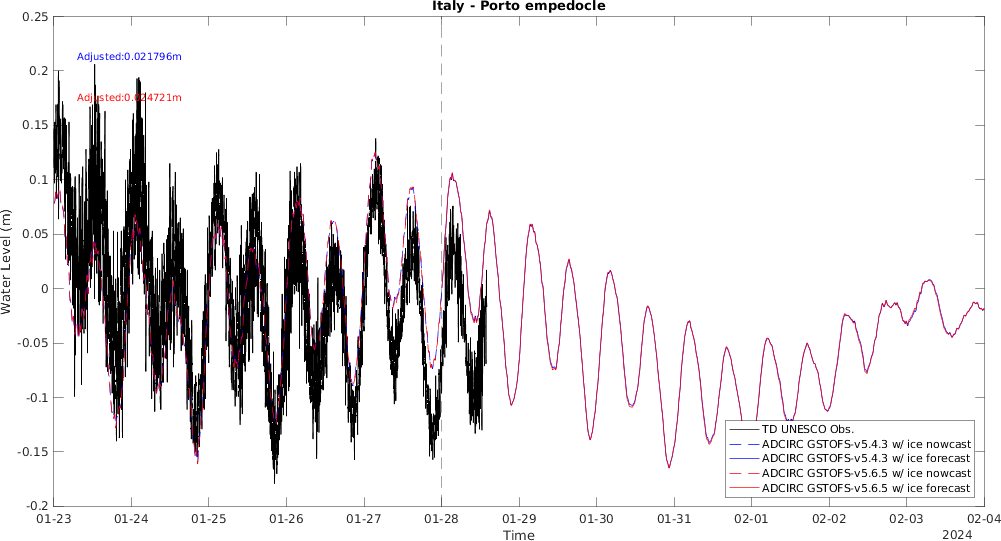 Italy - Porto empedocle
Adjusted:0.021796m
Adjusted:0.024721m
0.25
0.2
0.15
0.1
0.05
0
-0.05
-0.1
-0.15
-0.2
Water Level (m)
TD UNESCO Obs.
ADCIRC GSTOFS-v5.4.3 w/ ice nowcast
ADCIRC GSTOFS-v5.4.3 w/ ice forecast
ADCIRC GSTOFS-v5.6.5 w/ ice nowcast
ADCIRC GSTOFS-v5.6.5 w/ ice forecast
01-23 01-24 01-25 01-26 01-27 01-28 01-29 01-30 01-31 02-01 02-02 02-03 02-04
Time
2024